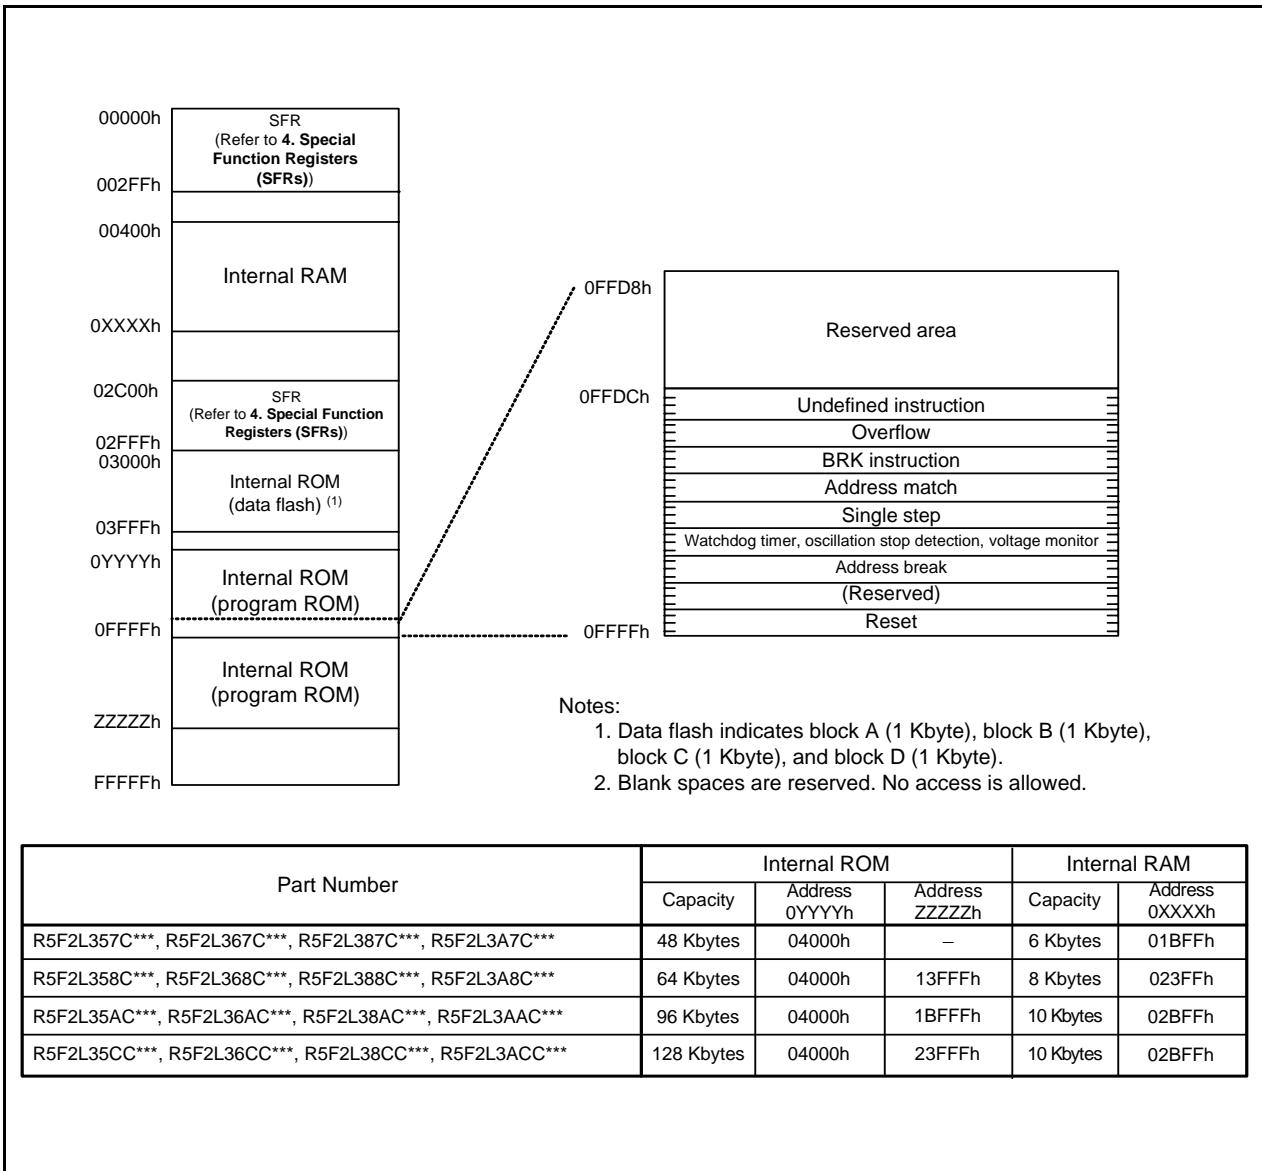 00000h
SFR
(Refer to 4. Special
Function Registers
(SFRs))
002FFh
00400h
Internal RAM
0XXXXh
02C00h
SFR
(Refer to 4. Special Function
Registers (SFRs))
02FFFh
03000h
Internal ROM
(data flash) (1)
03FFFh
0YYYYh
Internal ROM
(program ROM)
0FFFFh
Internal ROM
(program ROM)
ZZZZZh
FFFFFh
0FFD8h
Reserved area
0FFDCh
Undefined instruction
Overflow
BRK instruction
Address match
Single step
Watchdog timer, oscillation stop detection, voltage monitor
Address break
(Reserved)
Reset
0FFFFh
Notes:
1. Data flash indicates block A (1 Kbyte), block B (1 Kbyte),
block C (1 Kbyte), and block D (1 Kbyte).
2. Blank spaces are reserved. No access is allowed.
Part Number Internal ROM Internal RAM
Capacity Address 0YYYYh Address ZZZZZh Capacity Address 0XXXXh
R5F2L357C***, R5F2L367C***, R5F2L387C***, R5F2L3A7C*** 48 Kbytes 04000h – 6 Kbytes 01BFFh
R5F2L358C***, R5F2L368C***, R5F2L388C***, R5F2L3A8C*** 64 Kbytes 04000h 13FFFh 8 Kbytes 023FFh
R5F2L35AC***, R5F2L36AC***, R5F2L38AC***, R5F2L3AAC*** 96 Kbytes 04000h 1BFFFh 10 Kbytes 02BFFh
R5F2L35CC***, R5F2L36CC***, R5F2L38CC***, R5F2L3ACC*** 128 Kbytes 04000h 23FFFh 10 Kbytes 02BFFh